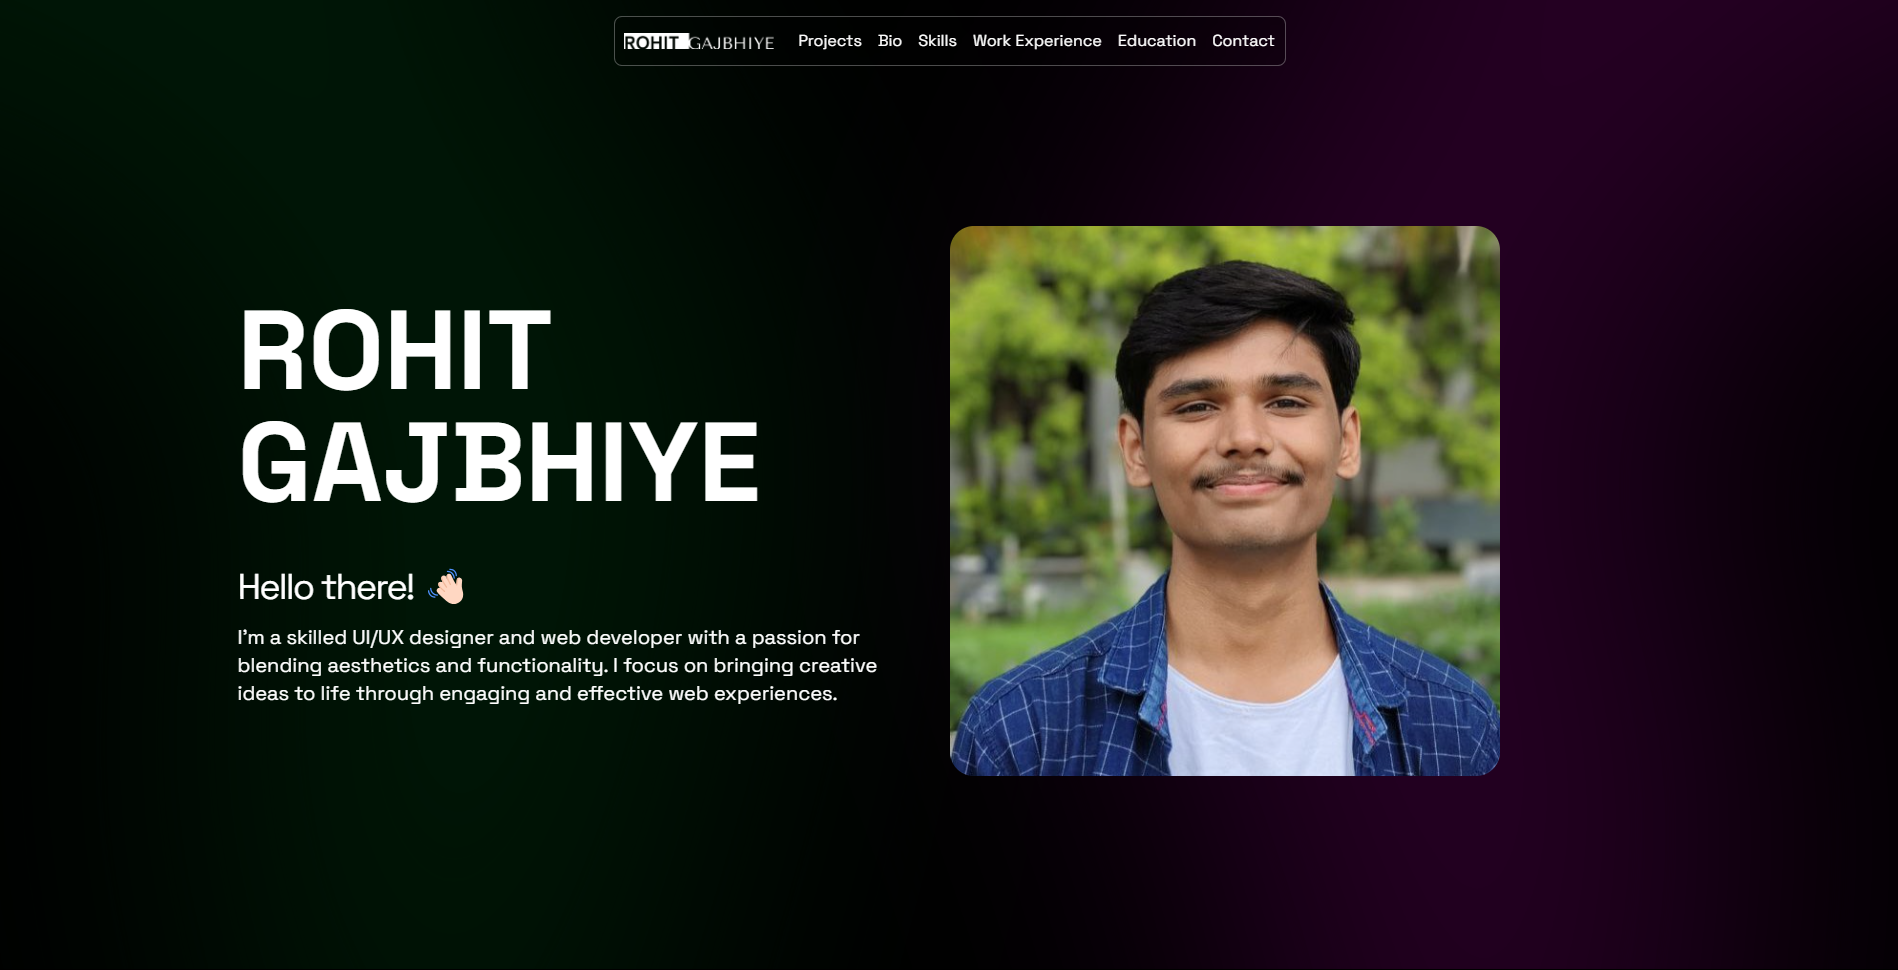 ROHIT GAJBHIYE Projects Bio Skills Work Experience Education Contact
ROHIT
GAJBHIYE
Hello there! 👋🏻
I’m a skilled UI/UX designer and web developer with a passion for
blending aesthetics and functionality. I focus on bringing creative
ideas to life through engaging and effective web experiences.